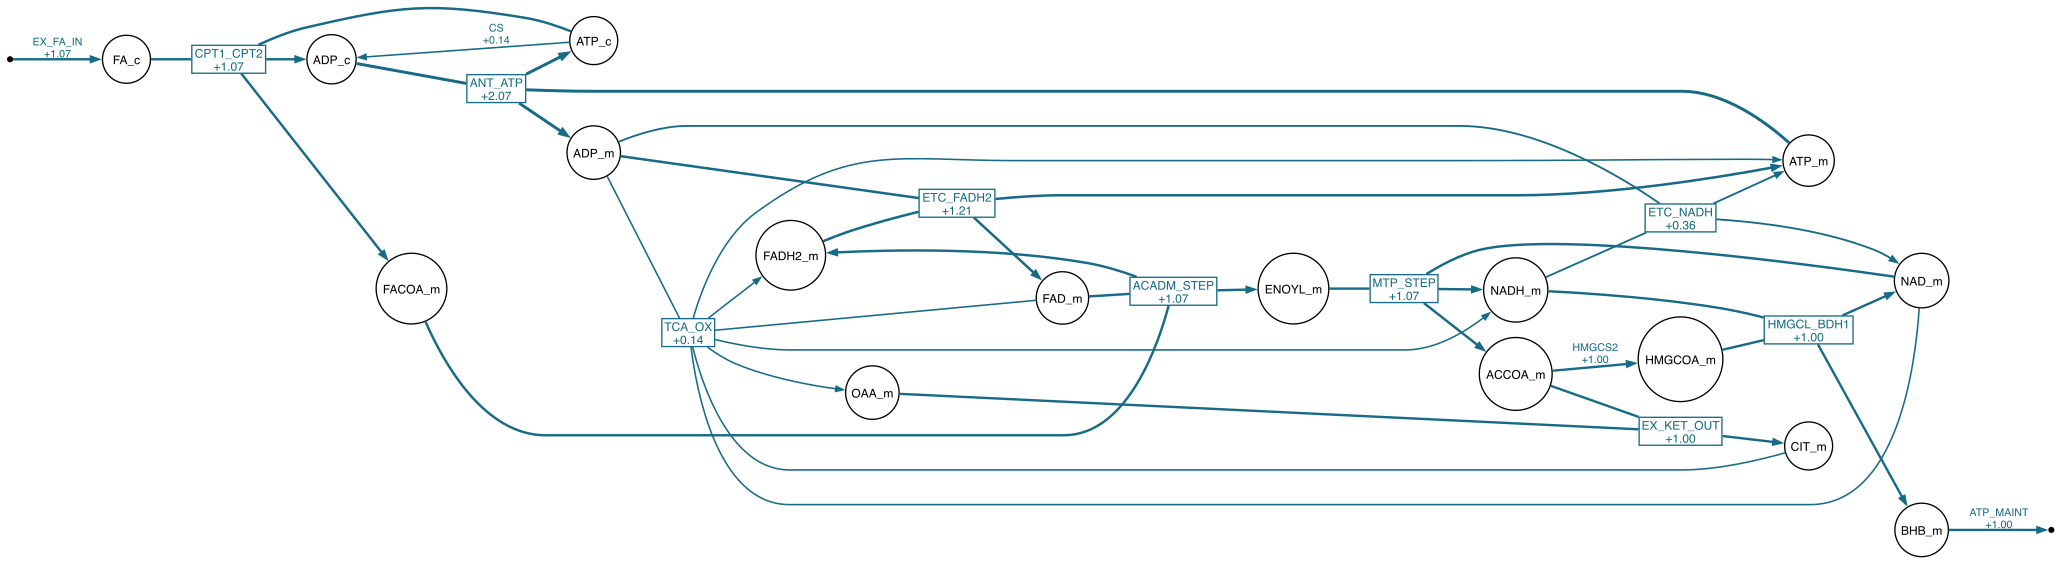 EX_FA_IN
+1.07
FA_c
CPT1_CPT2
+1.07
ADP_c
CS
+0.14
ATP_c
ANT_ATP
+2.07
ADP_m
ATP_m
ETC_FADH2
+1.21
ETC_NADH
+0.36
FADH2_m
FACOA_m
FAD_m
ACADM_STEP
+1.07
ENOYL_m
MTP_STEP
+1.07
NADH_m
NAD_m
TCA_OX
+0.14
HMGCL_BDH1
+1.00
HMGCS2
+1.00
HMGCOA_m
ACCOA_m
OAA_m
EX_KET_OUT
+1.00
CIT_m
BHB_m
ATP_MAINT
+1.00